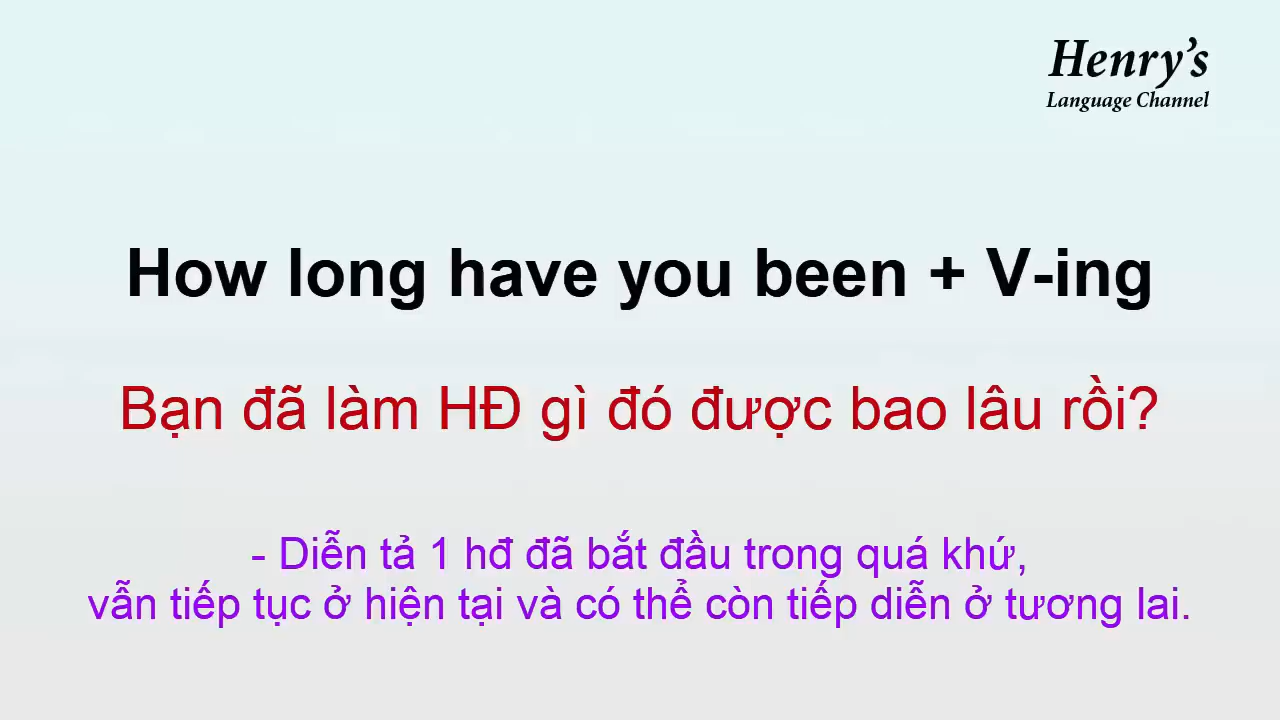 Henry's
Language Channel
How long have you been + V-ing
Bạn đã làm HĐ gì đó được bao lâu rồi?
- Diễn tả 1 hđ đã bắt đầu trong quá khứ,
vẫn tiếp tục ở hiện tại và có thể còn tiếp diễn ở tương lai.